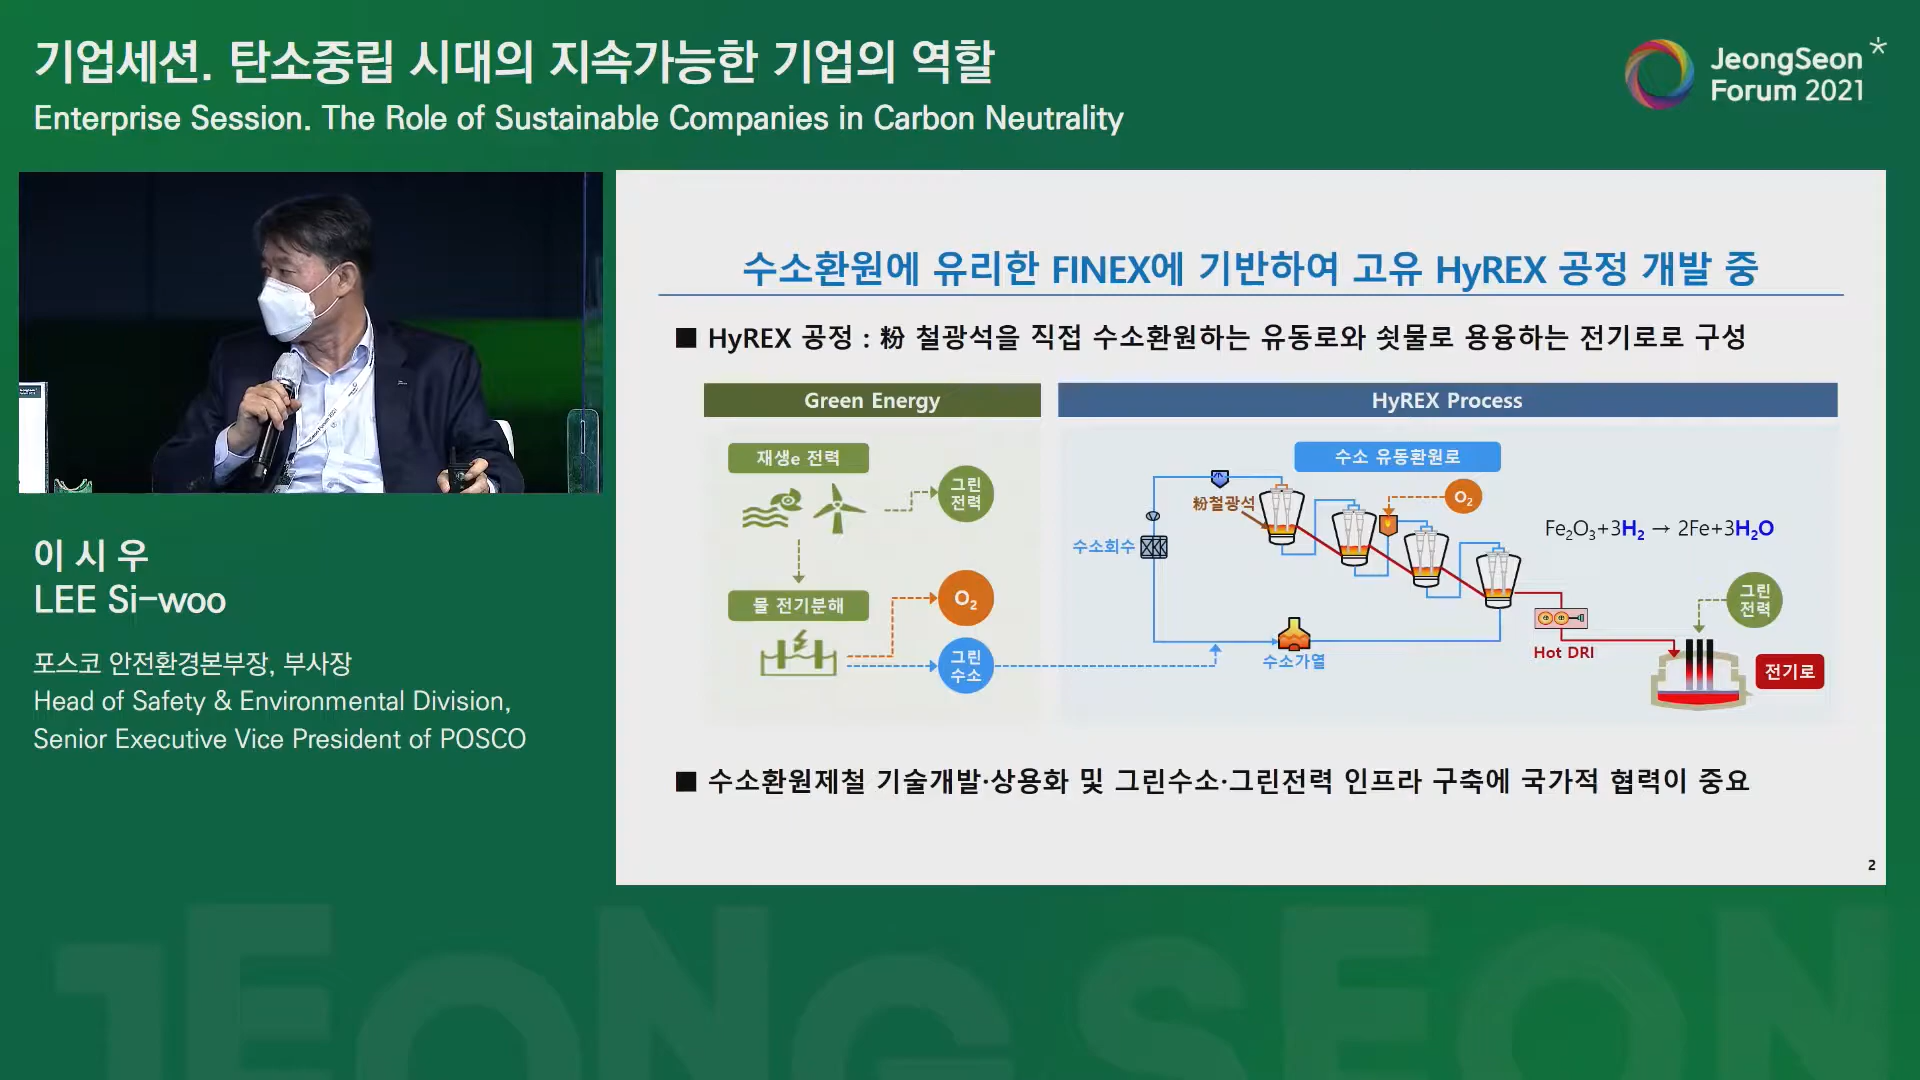 기업세션. 탄소중립 시대의 지속가능한 기업의 역할
Enterprise Session. The Role of Sustainable Companies in Carbon Neutrality
JeongSeon
Forum 2021
이 시 우
LEE Si-woo
포스코 안전환경본부장, 부사장
Head of Safety & Environmental Division,
Senior Executive Vice President of POSCO
수소환원에 유리한 FINEX에 기반하여 고유 HyREX 공정 개발 중
■ HyREX 공정 : 粉 철광석을 직접 수소환원하는 유동로와 쇳물로 용융하는 전기로로 구성
Green Energy
재생e 전력
그린
전력
물 전기분해
O₂
그린
수소
HyREX Process
수소 유동환원로
粉철광석
O₂
수소회수
Fe₂O₃+3H₂ → 2Fe+3H₂O
수소가열
Hot DRI
그린
전력
전기로
■ 수소환원제철 기술개발·상용화 및 그린수소·그린전력 인프라 구축에 국가적 협력이 중요
2
JEONGSEON